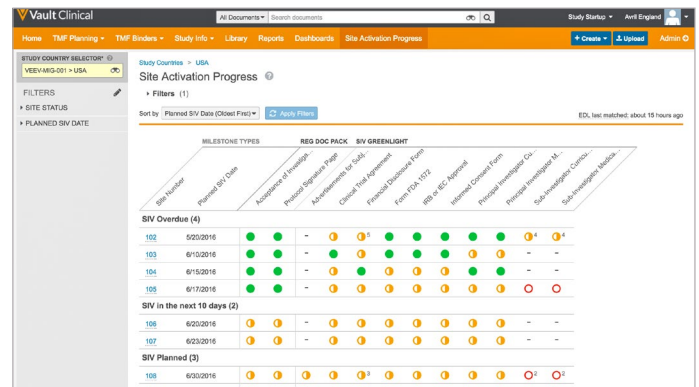 Vault Clinical
All Documents
Search documents
Study Startup
Avril England
Home TMF Planning TMF Binders Study Info Library Reports Dashboards Site Activation Progress
+ Create
Upload
Admin
STUDY COUNTRY SELECTOR*
VEEV-MIG-001 > USA
FILTERS
SITE STATUS
PLANNED SIV DATE
Study Countries > USA
Site Activation Progress
Filters (1)
Sort by Planned SIV Date (Oldest First) Apply Filters
EDL last matched: about 15 hours ago
MILESTONE TYPES REG DOC PACK SIV GREENLIGHT
Site Number
Planned SIV Date
Acceptance of Investiga...
Protocol Signature Page
Advertisements for Subj...
Clinical Trial Agreement
Financial Disclosure Form
Form FDA 1572
IRB or IEC Approval
Informed Consent Form
Principal Investigator Cu...
Principal Investigator M...
Sub-Investigator Curricu...
Sub-Investigator Medica...
SIV Overdue (4)
102 5/20/2016 - 5 4 4
103 6/10/2016 - - -
104 6/15/2016 - - -
105 6/17/2016 -
SIV in the next 10 days (2)
106 6/20/2016 - - -
107 6/23/2016 - - -
SIV Planned (3)
108 6/30/2016 3 2 2